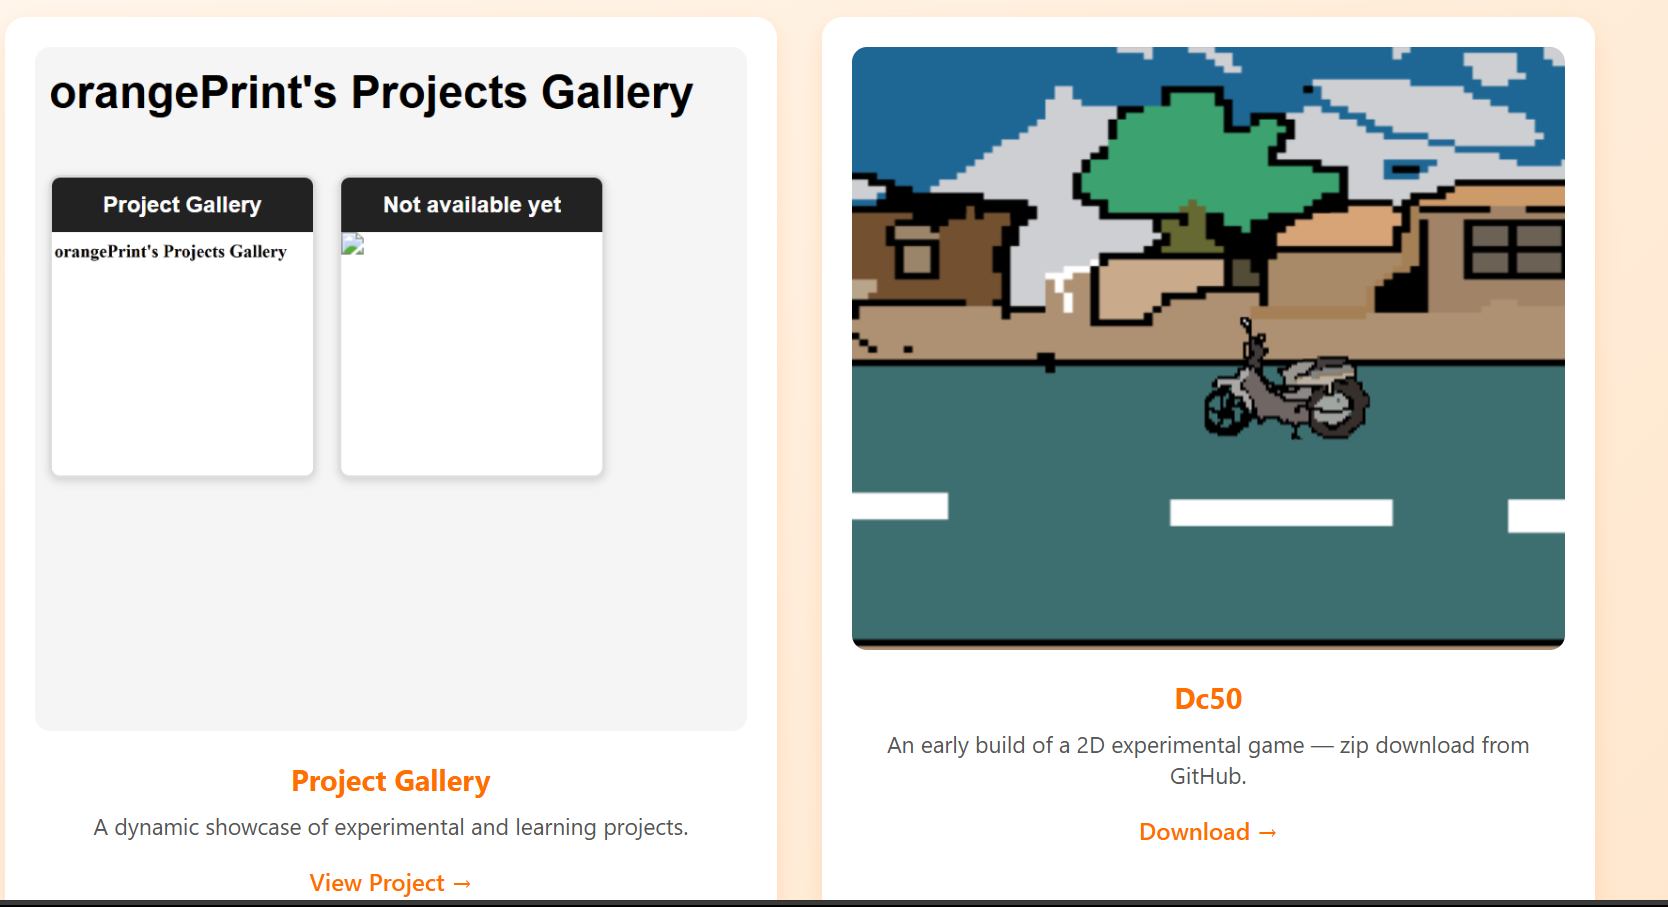 orangePrint's Projects Gallery
Project Gallery
Not available yet
orangePrint's Projects Gallery
Project Gallery
A dynamic showcase of experimental and learning projects.
View Project →
Dc50
An early build of a 2D experimental game — zip download from
GitHub.
Download →